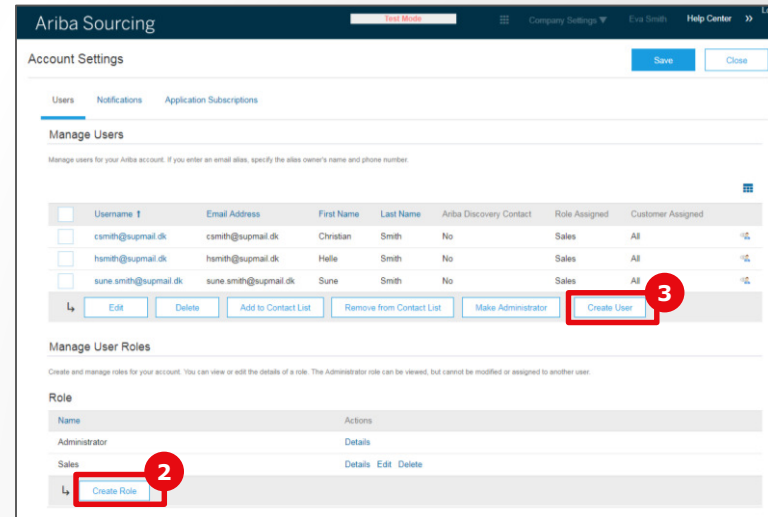 Ariba Sourcing
Test Mode
Company Settings ▼
Eva Smith
Help Center »
Account Settings
Save
Close
Users
Notifications
Application Subscriptions
Manage Users
Manage users for your Ariba account. If you enter an email alias, specify the alias owner's name and phone number.
Username ↑ Email Address First Name Last Name Ariba Discovery Contact Role Assigned Customer Assigned
csmith@supmail.dk csmith@supmail.dk Christian Smith No Sales All
hsmith@supmail.dk hsmith@supmail.dk Helle Smith No Sales All
sune.smith@supmail.dk sune.smith@supmail.dk Sune Smith No Sales All
Edit Delete Add to Contact List Remove from Contact List Make Administrator Create User
3
Manage User Roles
Create and manage roles for your account. You can view or edit the details of a role. The Administrator role can be viewed, but cannot be modified or assigned to another user.
Role
Name Actions
Administrator Details
Sales Details Edit Delete
2
Create Role